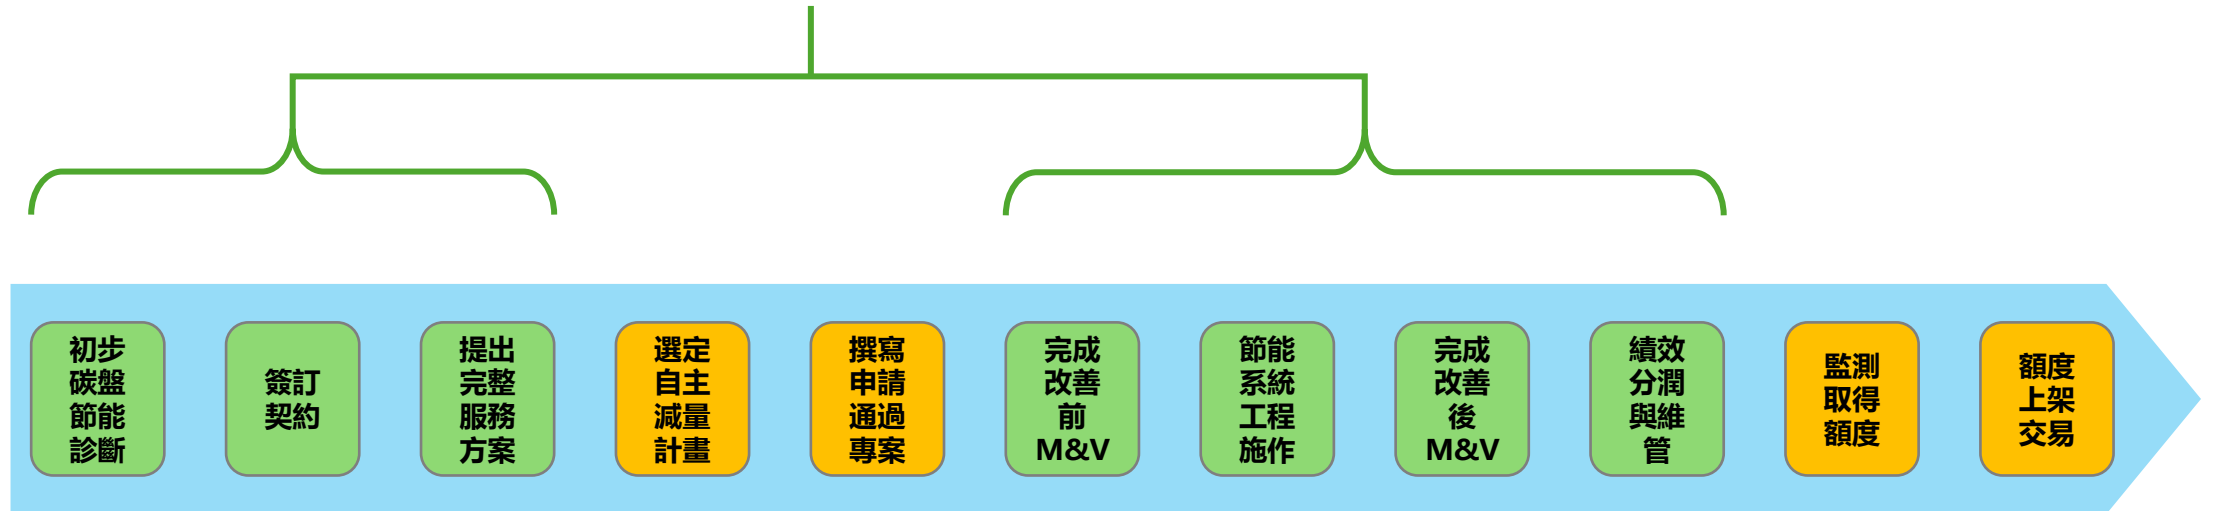 初步
碳盤
節能
診斷
簽訂
契約
提出
完整
服務
方案
選定
自主
減量
計畫
撰寫
申請
通過
專案
完成
改善
前
M&V
節能
系統
工程
施作
完成
改善
後
M&V
績效
分潤
與維
管
監測
取得
額度
額度
上架
交易